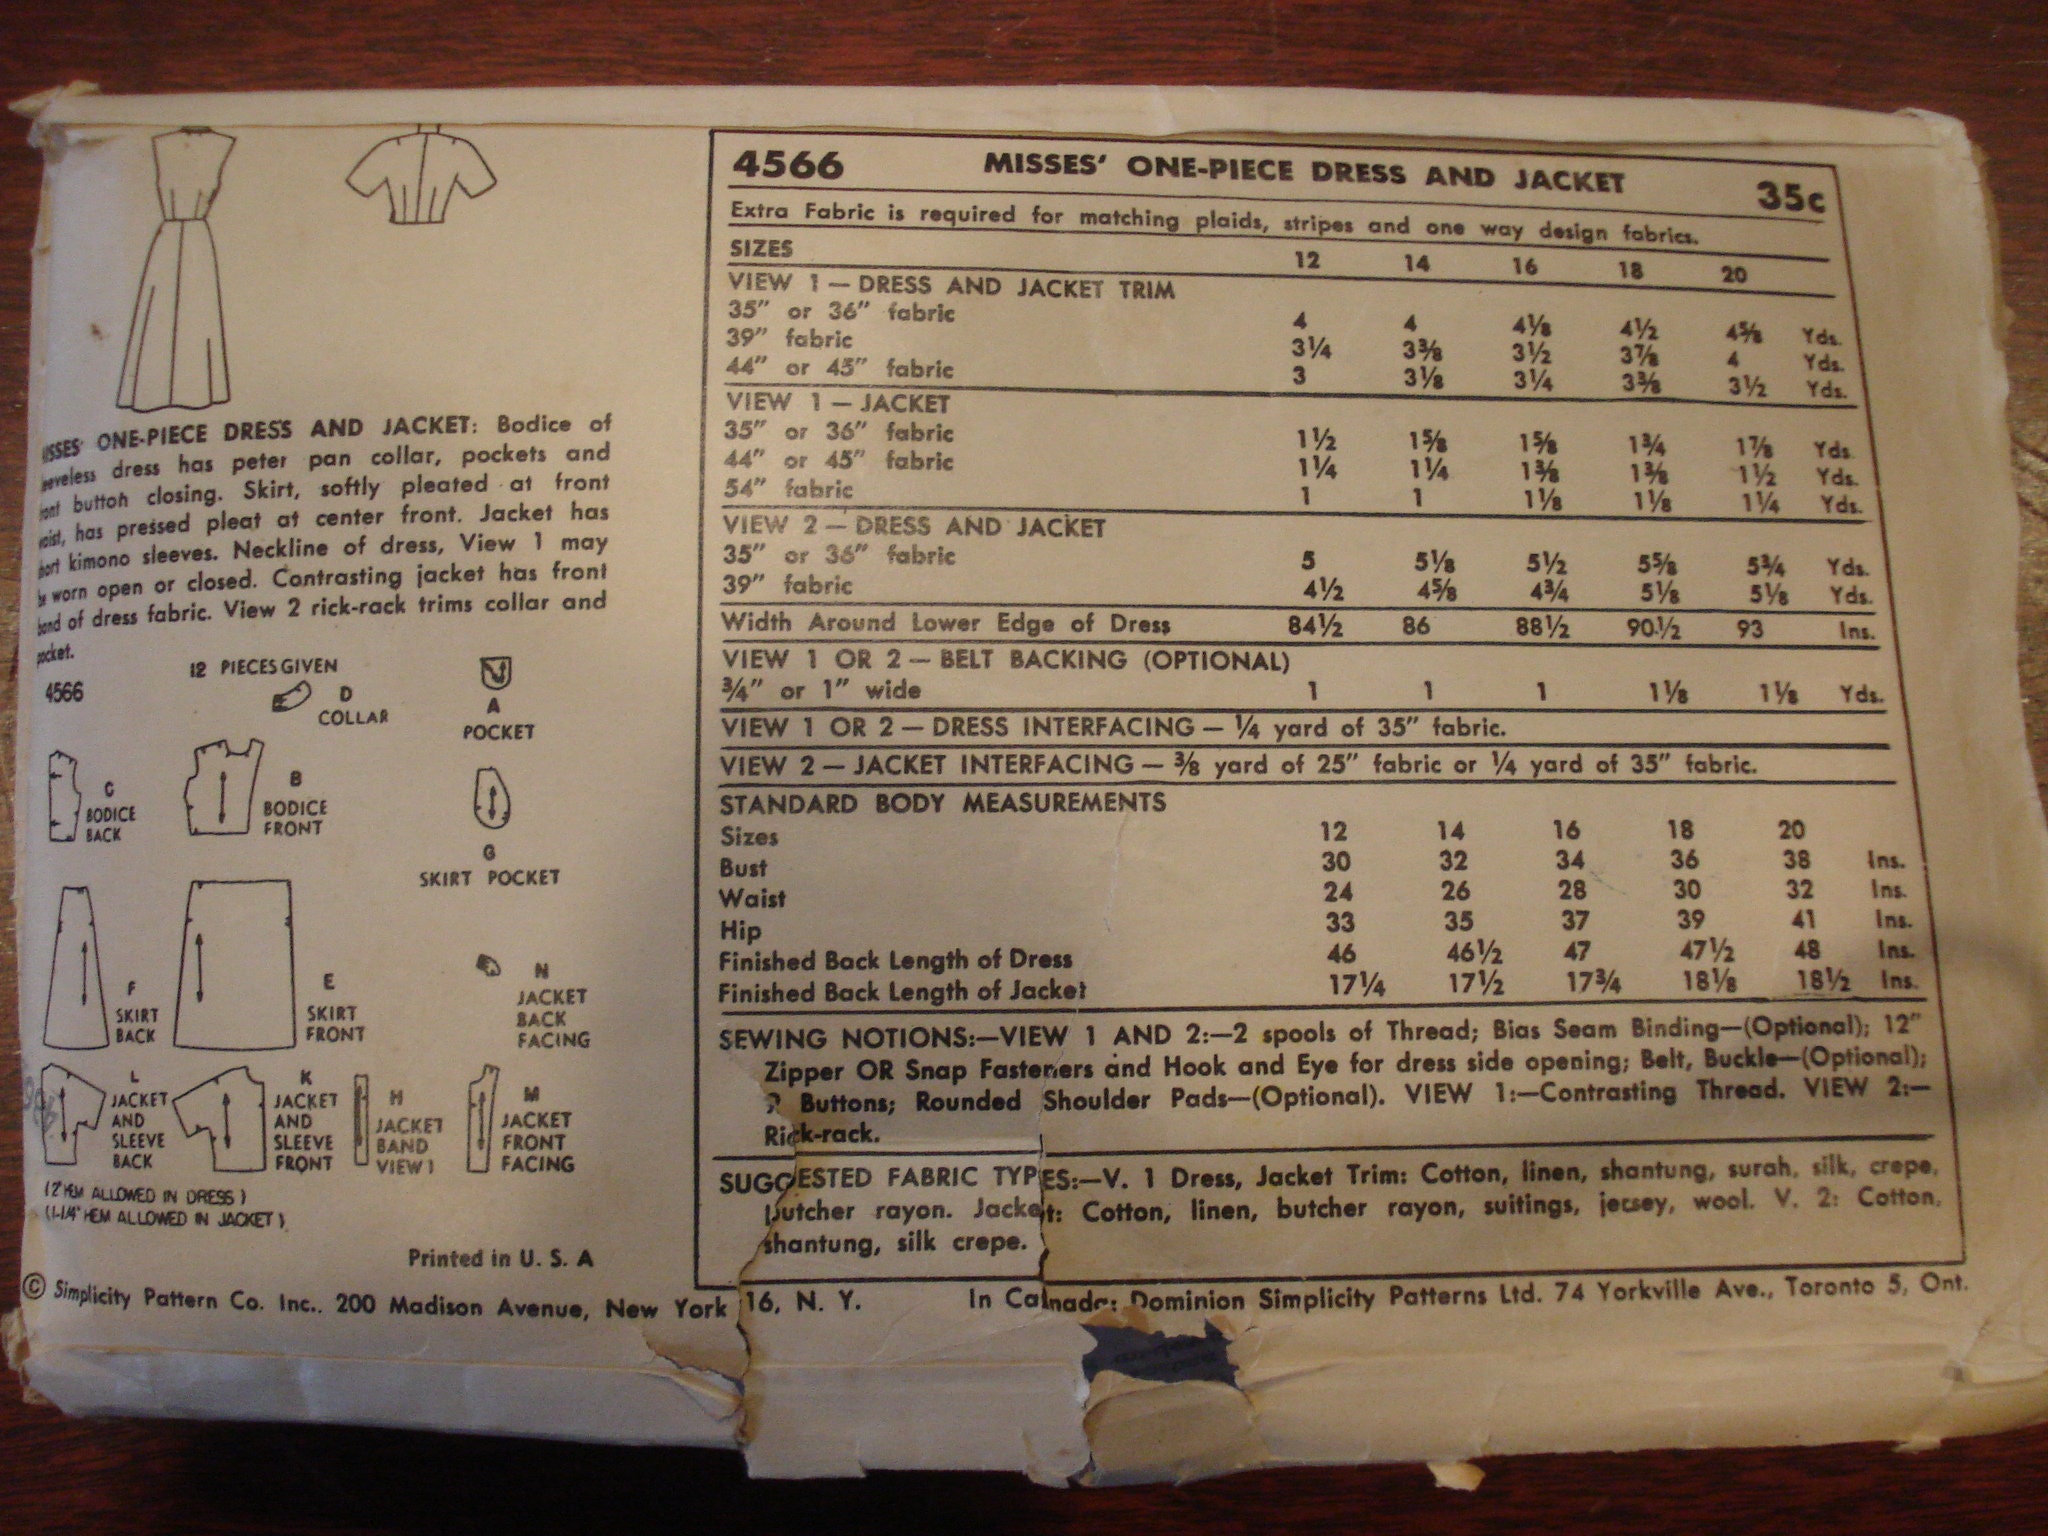 ONE-PIECE DRESS AND JACKET: Bodice of
dress has peter pan collar, pockets and
button closing. Skirt, softly pleated at front
has pressed pleat at center front. Jacket has
kimono sleeves. Neckline of dress, View 1 may
worn open or closed. Contrasting jacket has front
band of dress fabric. View 2 rick-rack trims collar and
pocket.
12 PIECES GIVEN
4566
D
COLLAR
A
POCKET
C
BODICE
BACK
B
BODICE
FRONT
G
SKIRT POCKET
F
SKIRT
BACK
E
SKIRT
FRONT
N
JACKET
BACK
FACING
L
JACKET
AND
SLEEVE
BACK
K
JACKET
AND
SLEEVE
FRONT
H
JACKET
BAND
VIEW 1
M
JACKET
FRONT
FACING
(2" HEM ALLOWED IN DRESS)
(1-1/4" HEM ALLOWED IN JACKET)
Printed in U. S. A
4566 MISSES' ONE-PIECE DRESS AND JACKET 35c
Extra Fabric is required for matching plaids, stripes and one way design fabrics.
SIZES 12 14 16 18 20
VIEW 1 — DRESS AND JACKET TRIM
35" or 36" fabric 4 4 4⅛ 4½ 4⅝ Yds.
39" fabric 3¼ 3⅜ 3½ 3⅞ 4 Yds.
44" or 45" fabric 3 3⅛ 3¼ 3⅜ 3½ Yds.
VIEW 1 — JACKET
35" or 36" fabric 1½ 1⅝ 1⅝ 1¾ 1⅞ Yds.
44" or 45" fabric 1¼ 1¼ 1⅜ 1⅜ 1½ Yds.
54" fabric 1 1 1⅛ 1⅛ 1¼ Yds.
VIEW 2 — DRESS AND JACKET
35" or 36" fabric 5 5⅛ 5½ 5⅝ 5¾ Yds.
39" fabric 4½ 4⅝ 4¾ 5⅛ 5⅛ Yds.
Width Around Lower Edge of Dress 84½ 86 88½ 90½ 93 Ins.
VIEW 1 OR 2 — BELT BACKING (OPTIONAL)
¾" or 1" wide 1 1 1 1⅛ 1⅛ Yds.
VIEW 1 OR 2 — DRESS INTERFACING — ¼ yard of 35" fabric.
VIEW 2 — JACKET INTERFACING — ⅜ yard of 25" fabric or ¼ yard of 35" fabric.
STANDARD BODY MEASUREMENTS
Sizes 12 14 16 18 20
Bust 30 32 34 36 38 Ins.
Waist 24 26 28 30 32 Ins.
Hip 33 35 37 39 41 Ins.
Finished Back Length of Dress 46 46½ 47 47½ 48 Ins.
Finished Back Length of Jacket 17¼ 17½ 17¾ 18⅛ 18½ Ins.
SEWING NOTIONS:—VIEW 1 AND 2:—2 spools of Thread; Bias Seam Binding—(Optional); 12"
Zipper OR Snap Fasteners and Hook and Eye for dress side opening; Belt, Buckle—(Optional);
Buttons; Rounded Shoulder Pads—(Optional). VIEW 1:—Contrasting Thread. VIEW 2:—
Rick-rack.
SUGGESTED FABRIC TYPES:—V. 1 Dress, Jacket Trim: Cotton, linen, shantung, surah, silk, crepe,
butcher rayon. Jacket: Cotton, linen, butcher rayon, suitings, jersey, wool. V. 2: Cotton,
shantung, silk crepe.
© Simplicity Pattern Co. Inc.. 200 Madison Avenue, New York 16, N. Y. In Canada: Dominion Simplicity Patterns Ltd. 74 Yorkville Ave., Toronto 5, Ont.